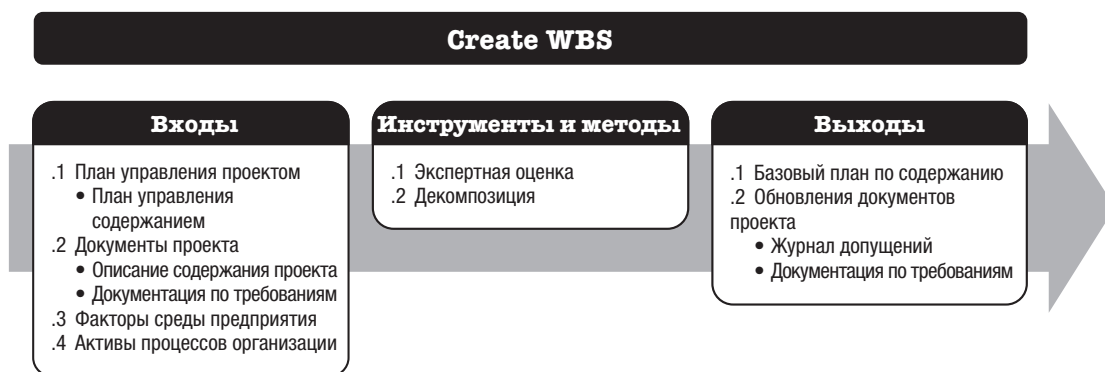 Create WBS
Входы
.1 План управления проектом
• План управления
содержанием
.2 Документы проекта
• Описание содержания проекта
• Документация по требованиям
.3 Факторы среды предприятия
.4 Активы процессов организации
Инструменты и методы
.1 Экспертная оценка
.2 Декомпозиция
Выходы
.1 Базовый план по содержанию
.2 Обновления документов
проекта
• Журнал допущений
• Документация по требованиям